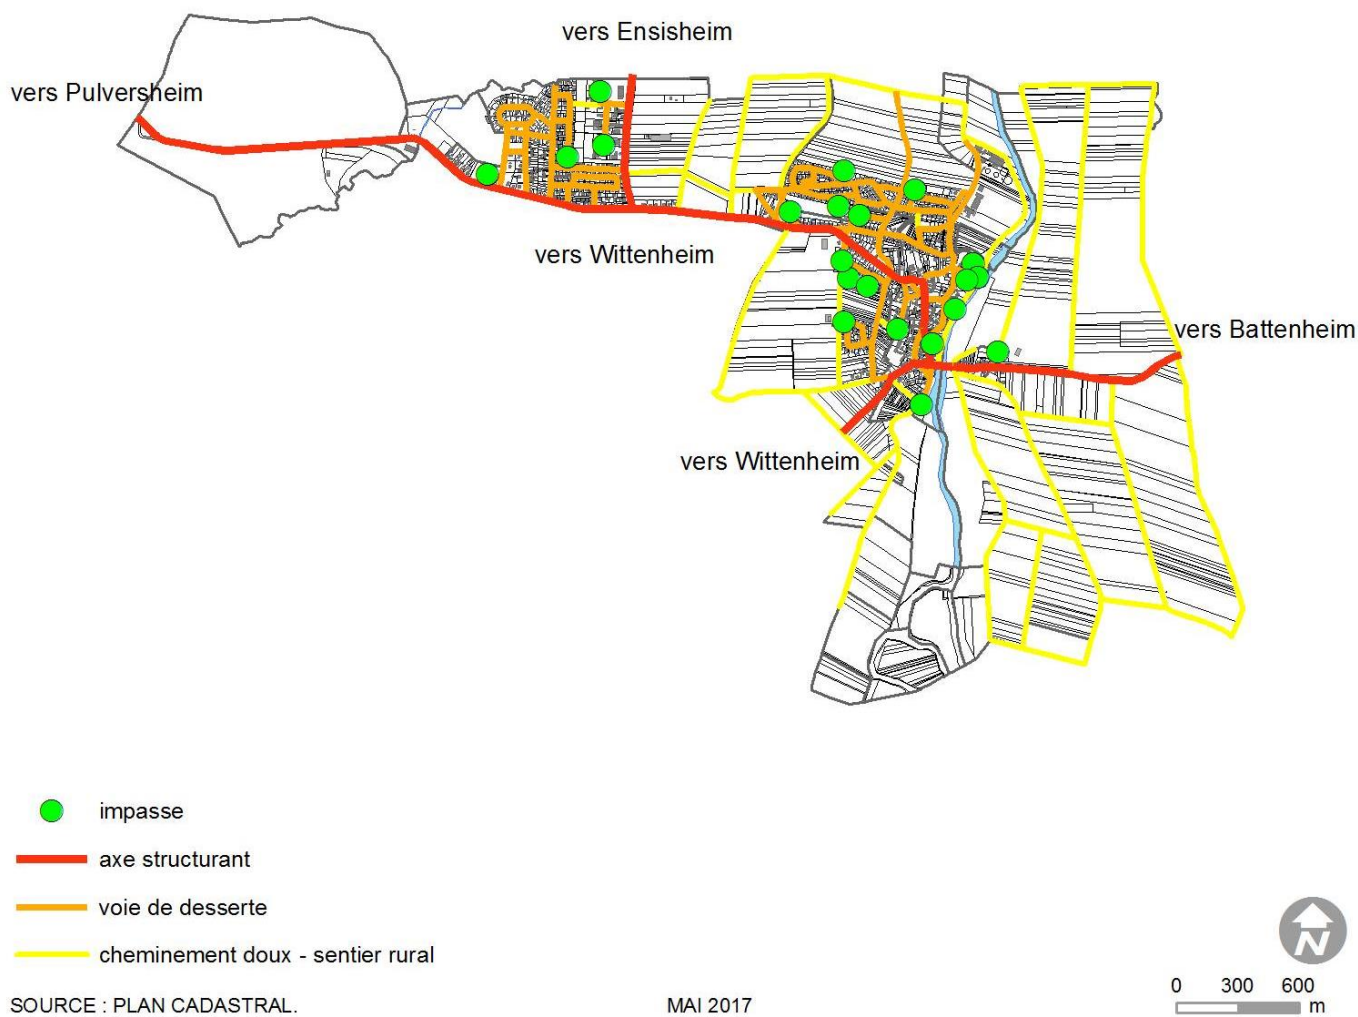 vers Ensisheim
vers Pulversheim
vers Wittenheim
vers Battenheim
vers Wittenheim
impasse
axe structurant
voie de desserte
cheminement doux - sentier rural
N
0 300 600
m
SOURCE : PLAN CADASTRAL.
MAI 2017